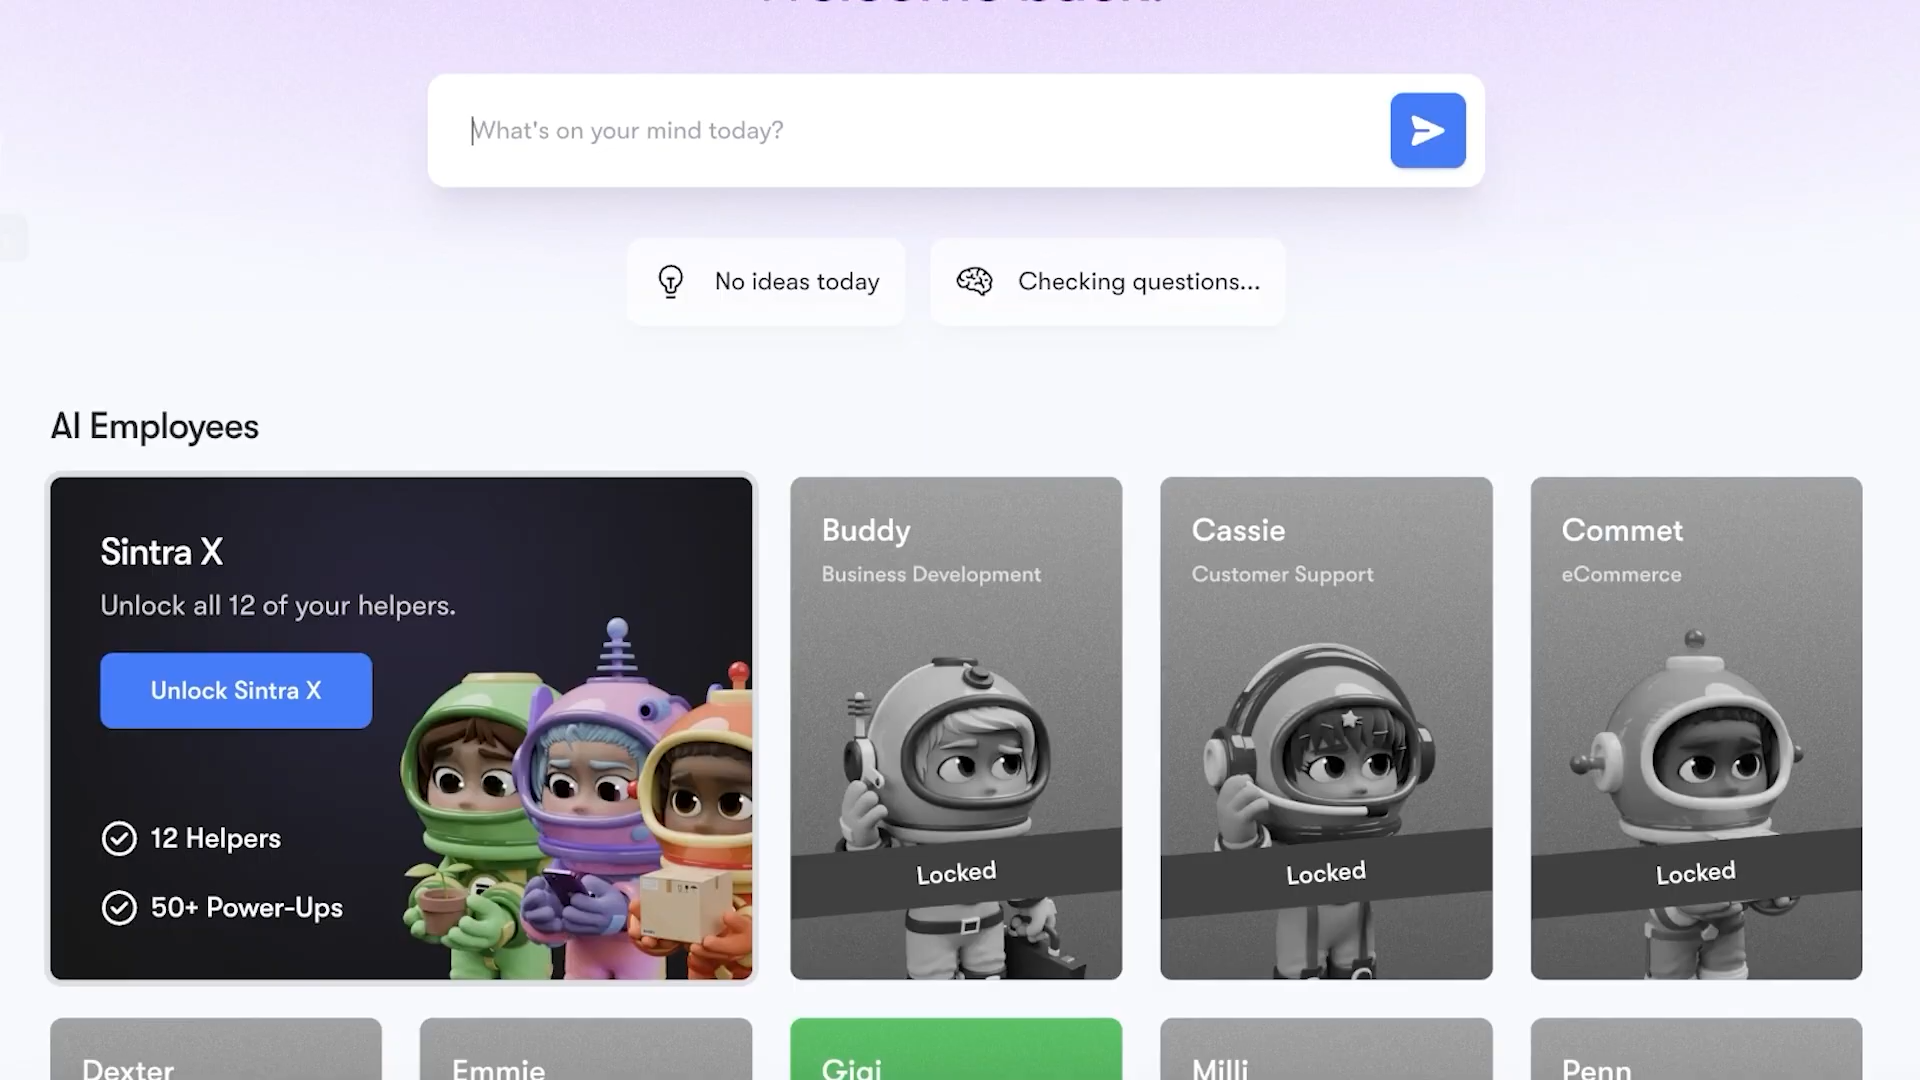 Welcome back!
What's on your mind today?
No ideas today
Checking questions...
AI Employees
Sintra X
Unlock all 12 of your helpers.
Unlock Sintra X
12 Helpers
50+ Power-Ups
Buddy
Business Development
Locked
Cassie
Customer Support
Locked
Commet
eCommerce
Locked
Dexter
Emmie
Gigi
Milli
Penn